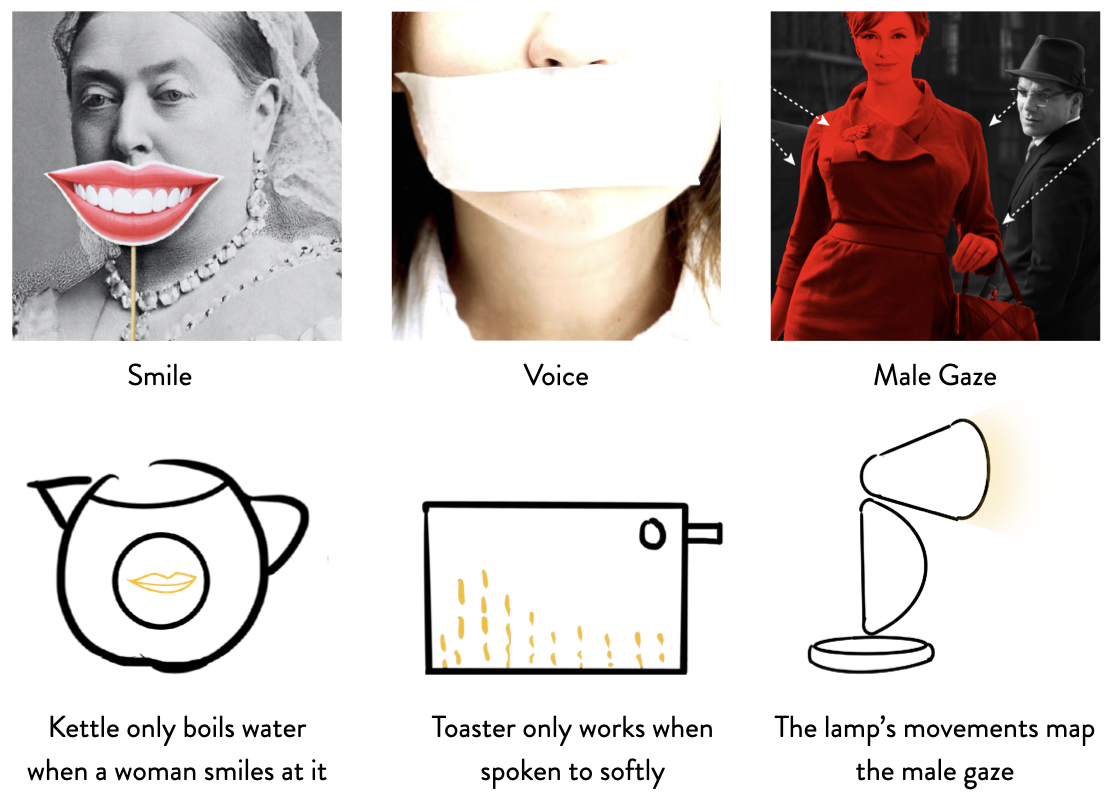 Smile
Voice
Male Gaze
Kettle only boils water
when a woman smiles at it
Toaster only works when
spoken to softly
The lamp's movements map
the male gaze